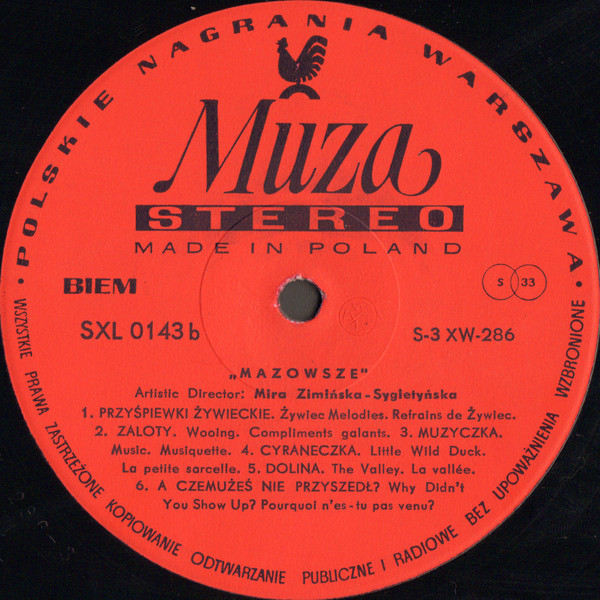 • POLSKIE NAGRANIA WARSZAWA •
Muza
STEREO
MADE IN POLAND
BIEM
S 33
SXL 0143 b
S-3 XW-286
„MAZOWSZE"
Artistic Director: Mira Zimińska-Sygietyńska
1. PRZYŚPIEWKI ŻYWIECKIE. Żywiec Melodies. Refrains de Żywiec.
2. ZALOTY. Wooing. Compliments galants. 3. MUZYCZKA.
Music. Musiquette. 4. CYRANECZKA. Little Wild Duck.
La petite sarcelle. 5. DOLINA. The Valley. La vallée.
6. A CZEMUŻEŚ NIE PRZYSZEDŁ? Why Didn't
You Show Up? Pourquoi n'es-tu pas venu?
WSZYSTKIE PRAWA ZASTRZEŻONE KOPIOWANIE ODTWARZANIE PUBLICZNE I RADIOWE BEZ UPOWAŻNIENIA WZBRONIONE